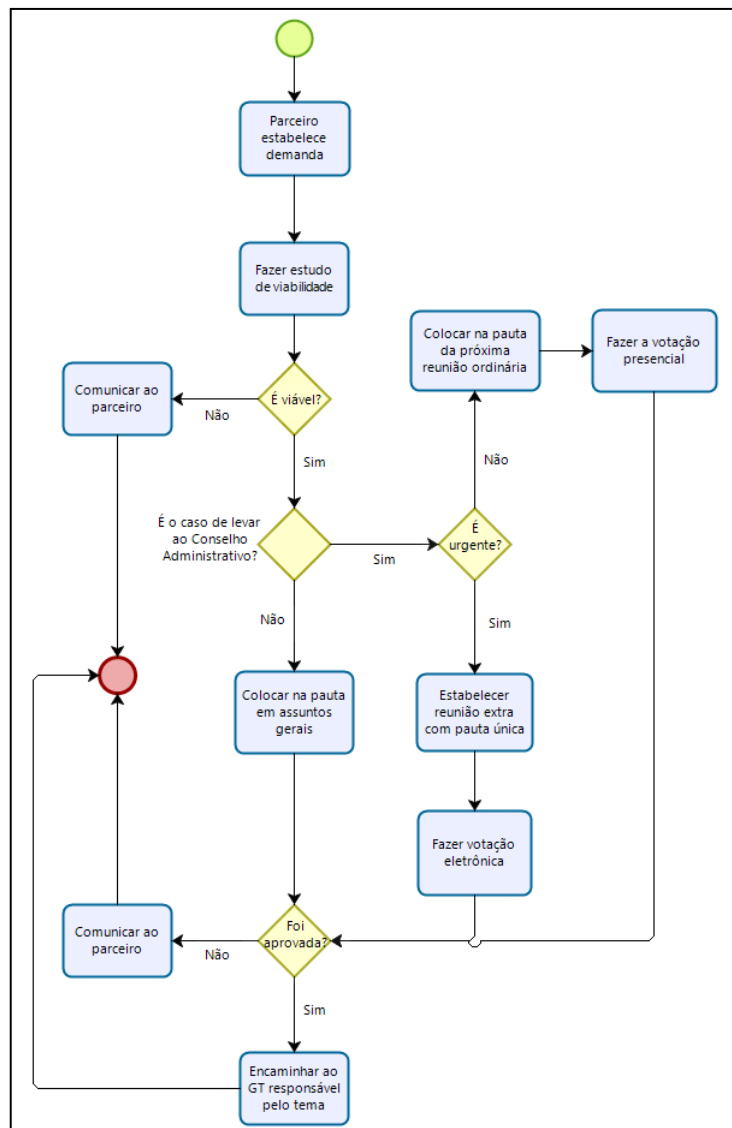 Parceiro
estabelece
demanda
Fazer estudo
de viabilidade
Colocar na pauta
da próxima
reunião ordinária
Fazer a votação
presencial
Comunicar ao
parceiro
Não
É viável?
Sim
Não
É o caso de levar
ao Conselho
Administrativo?
Sim
É
urgente?
Não
Sim
Colocar na pauta
em assuntos
gerais
Estabelecer
reunião extra
com pauta única
Fazer votação
eletrônica
Comunicar ao
parceiro
Não
Foi
aprovada?
Sim
Encaminhar ao
GT responsável
pelo tema